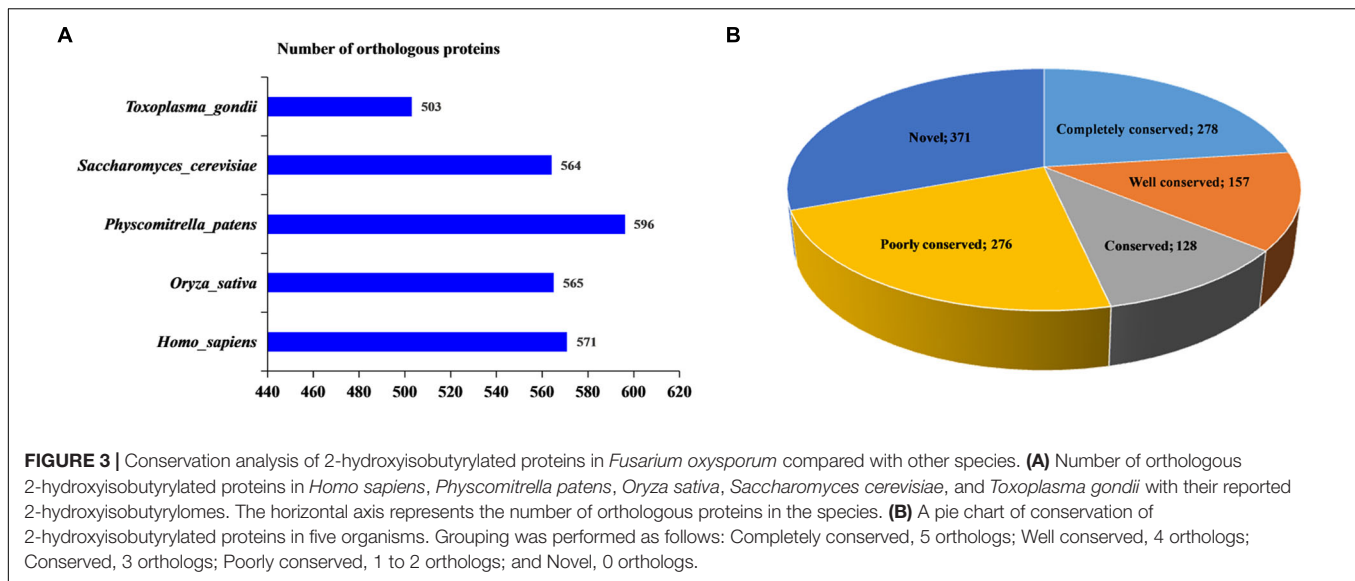 A
Number of orthologous proteins
Toxoplasma_gondii
503
Saccharomyces_cerevisiae
564
Physcomitrella_patens
596
Oryza_sativa
565
Homo_sapiens
571
440 460 480 500 520 540 560 580 600 620
B
Novel; 371
Completely conserved; 278
Well conserved; 157
Poorly conserved; 276
Conserved; 128
FIGURE 3 | Conservation analysis of 2-hydroxyisobutyrylated proteins in Fusarium oxysporum compared with other species. (A) Number of orthologous
2-hydroxyisobutyrylated proteins in Homo sapiens, Physcomitrella patens, Oryza sativa, Saccharomyces cerevisiae, and Toxoplasma gondii with their reported
2-hydroxyisobutyrylomes. The horizontal axis represents the number of orthologous proteins in the species. (B) A pie chart of conservation of
2-hydroxyisobutyrylated proteins in five organisms. Grouping was performed as follows: Completely conserved, 5 orthologs; Well conserved, 4 orthologs;
Conserved, 3 orthologs; Poorly conserved, 1 to 2 orthologs; and Novel, 0 orthologs.